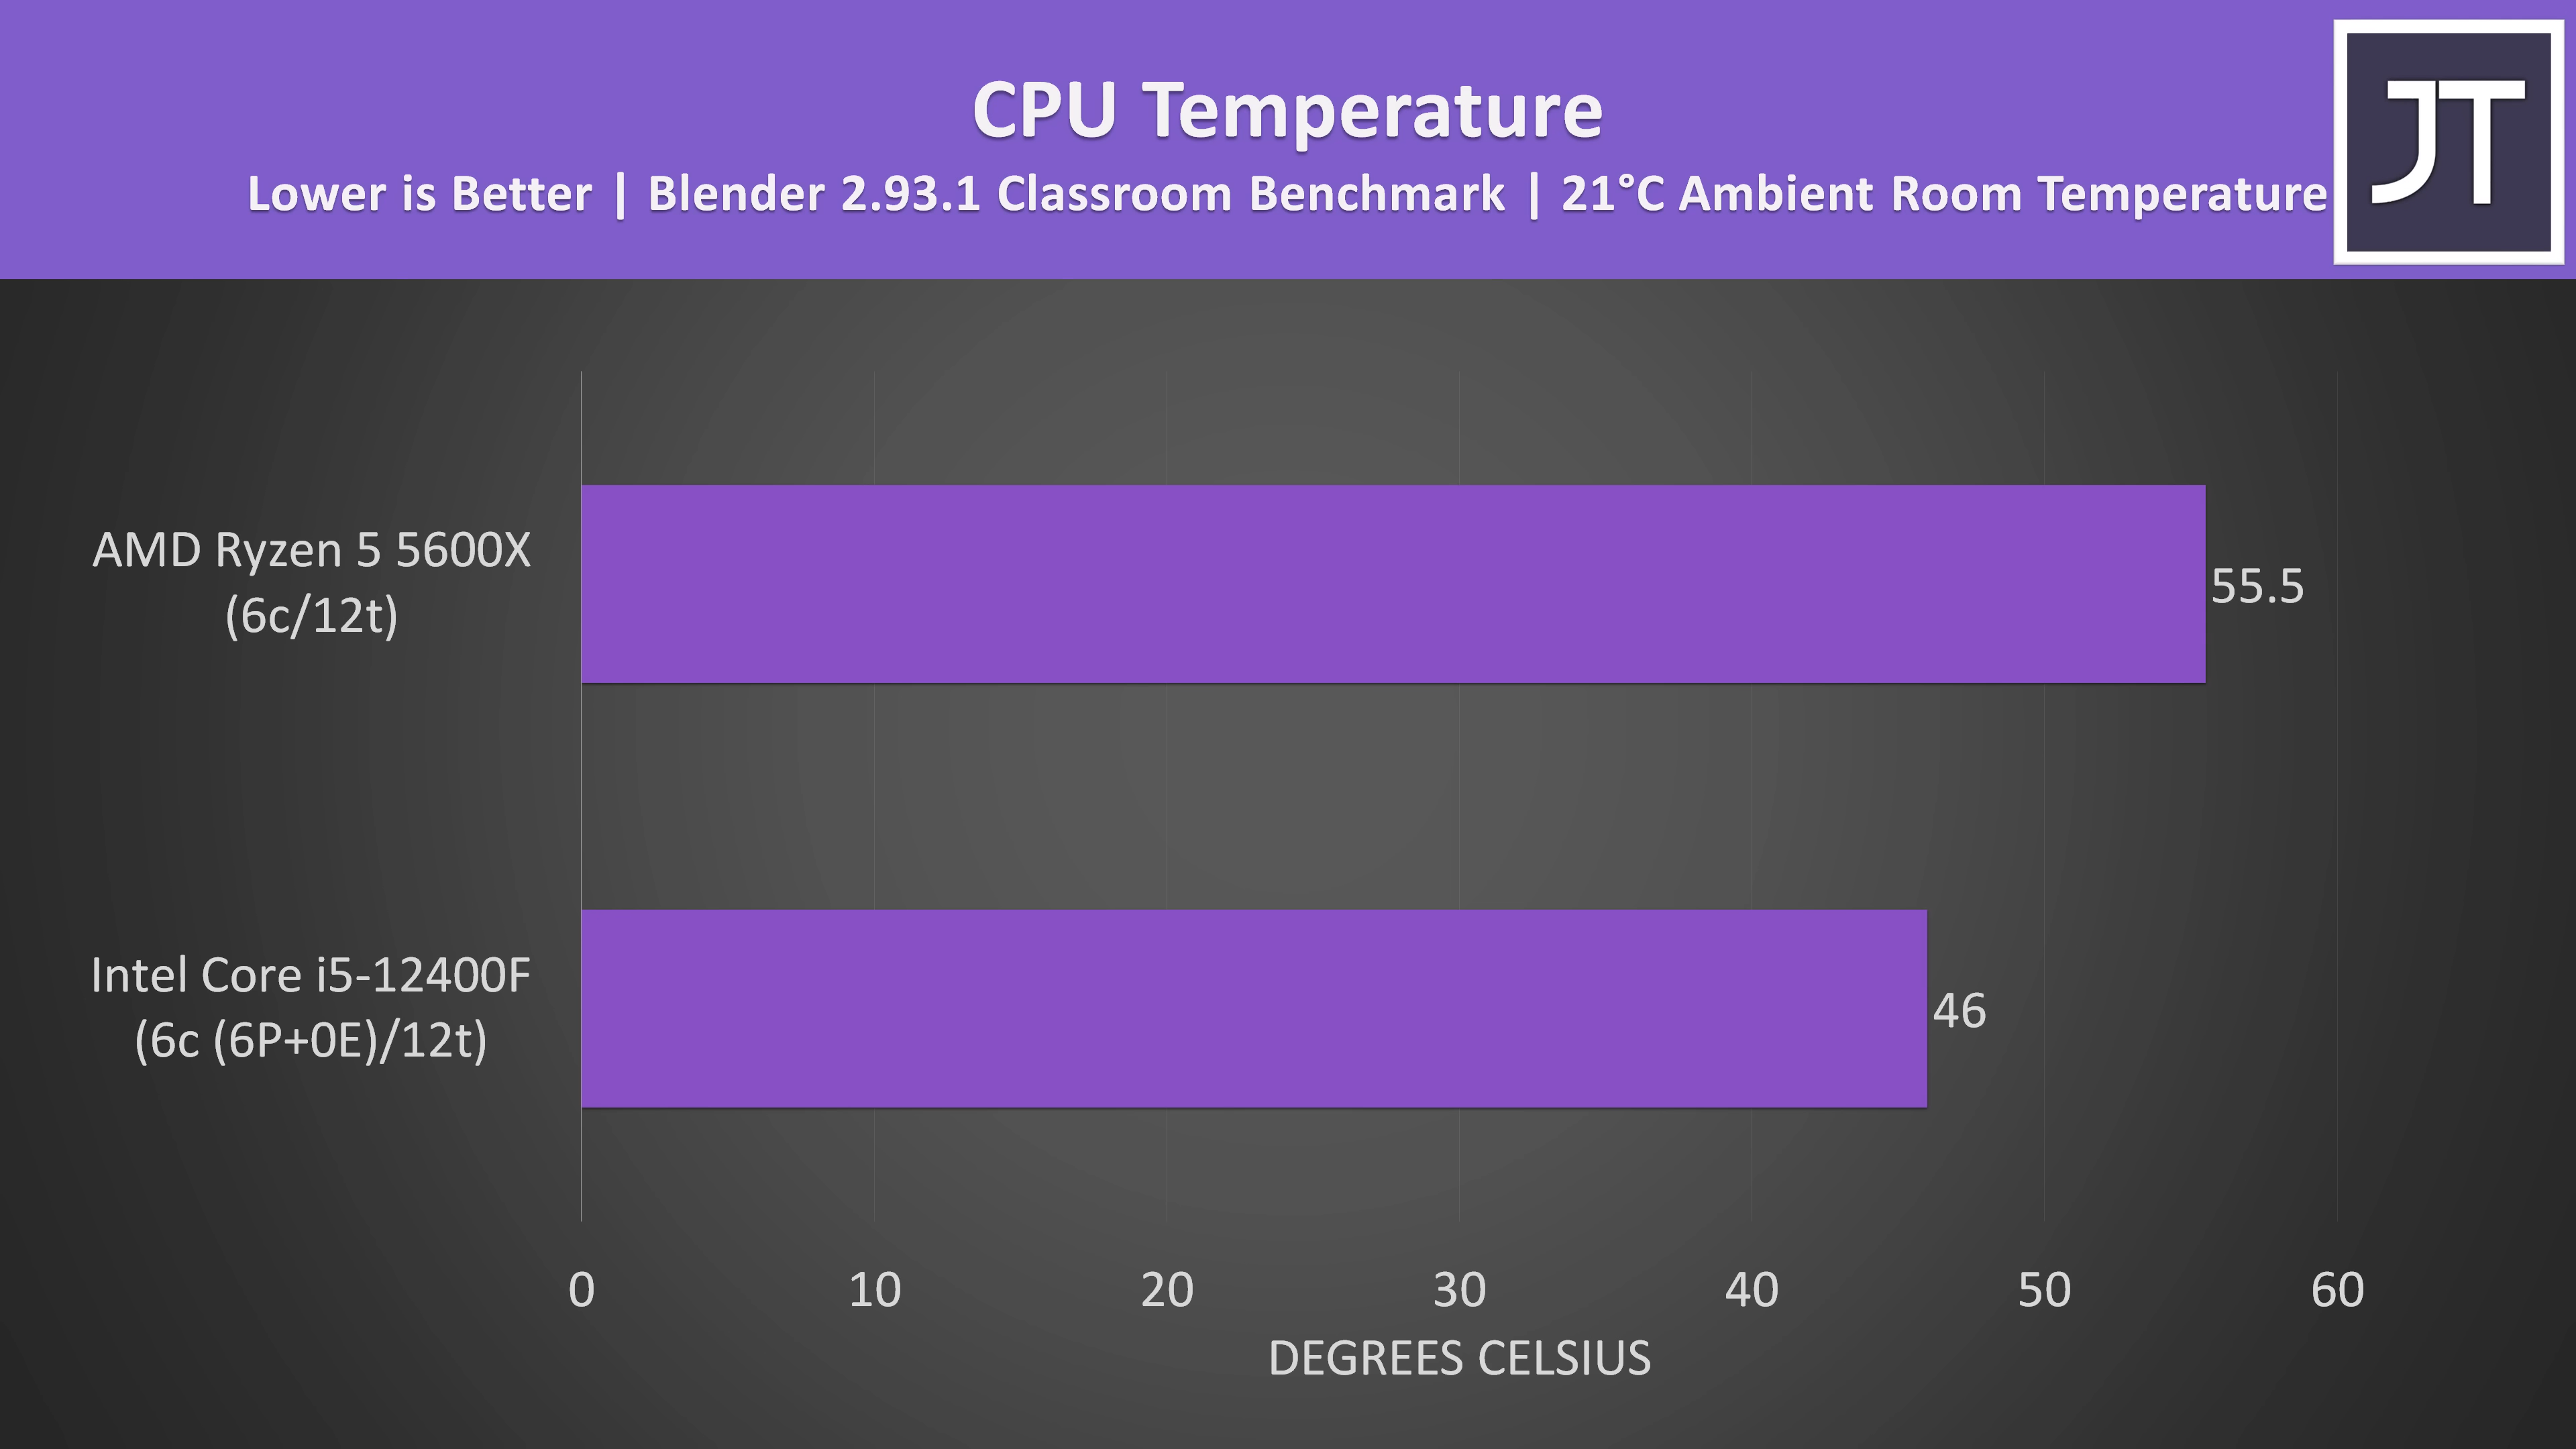 CPU Temperature
Lower is Better | Blender 2.93.1 Classroom Benchmark | 21°C Ambient Room Temperature
JT
AMD Ryzen 5 5600X
(6c/12t)
55.5
Intel Core i5-12400F
(6c (6P+0E)/12t)
46
0 10 20 30 40 50 60
DEGREES CELSIUS